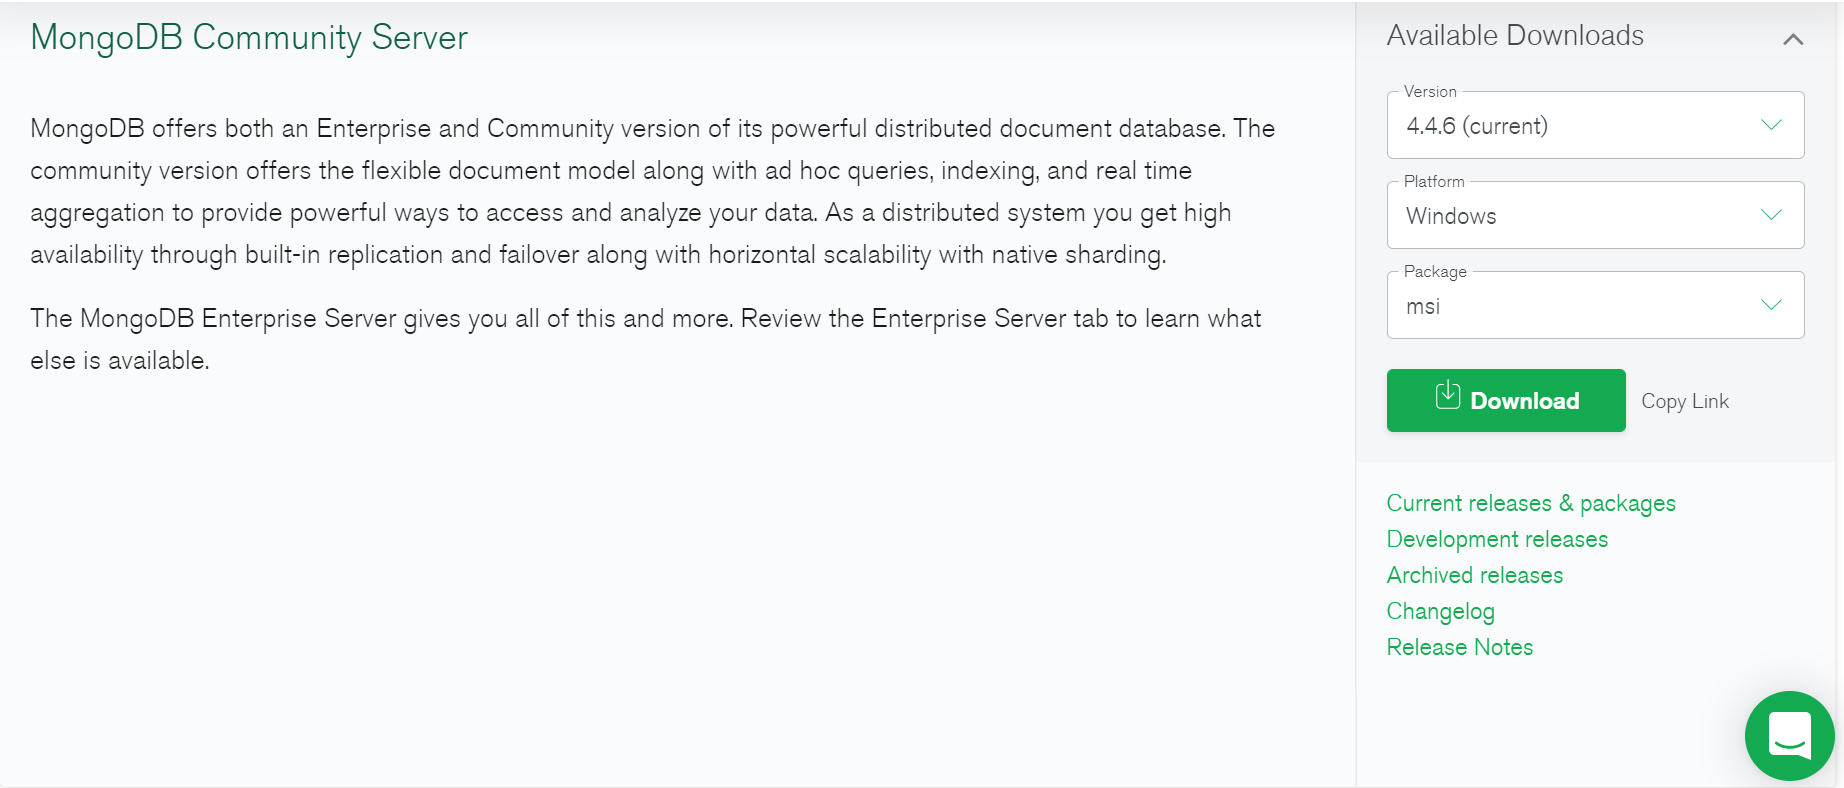 MongoDB Community Server
MongoDB offers both an Enterprise and Community version of its powerful distributed document database. The
community version offers the flexible document model along with ad hoc queries, indexing, and real time
aggregation to provide powerful ways to access and analyze your data. As a distributed system you get high
availability through built-in replication and failover along with horizontal scalability with native sharding.
The MongoDB Enterprise Server gives you all of this and more. Review the Enterprise Server tab to learn what
else is available.
Available Downloads
Version
4.4.6 (current)
Platform
Windows
Package
msi
Download
Copy Link
Current releases & packages
Development releases
Archived releases
Changelog
Release Notes